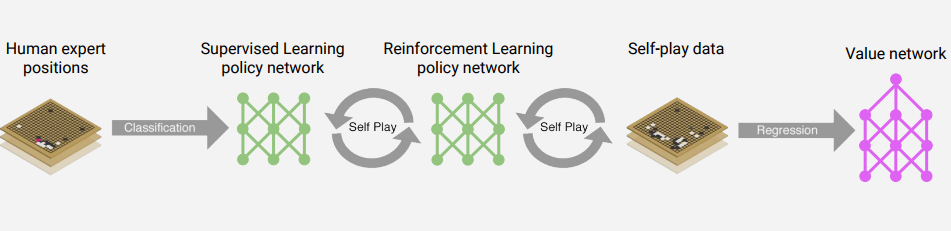 Human expert
positions
Supervised Learning
policy network
Reinforcement Learning
policy network
Self-play data
Value network
Classification
Self Play
Self Play
Regression